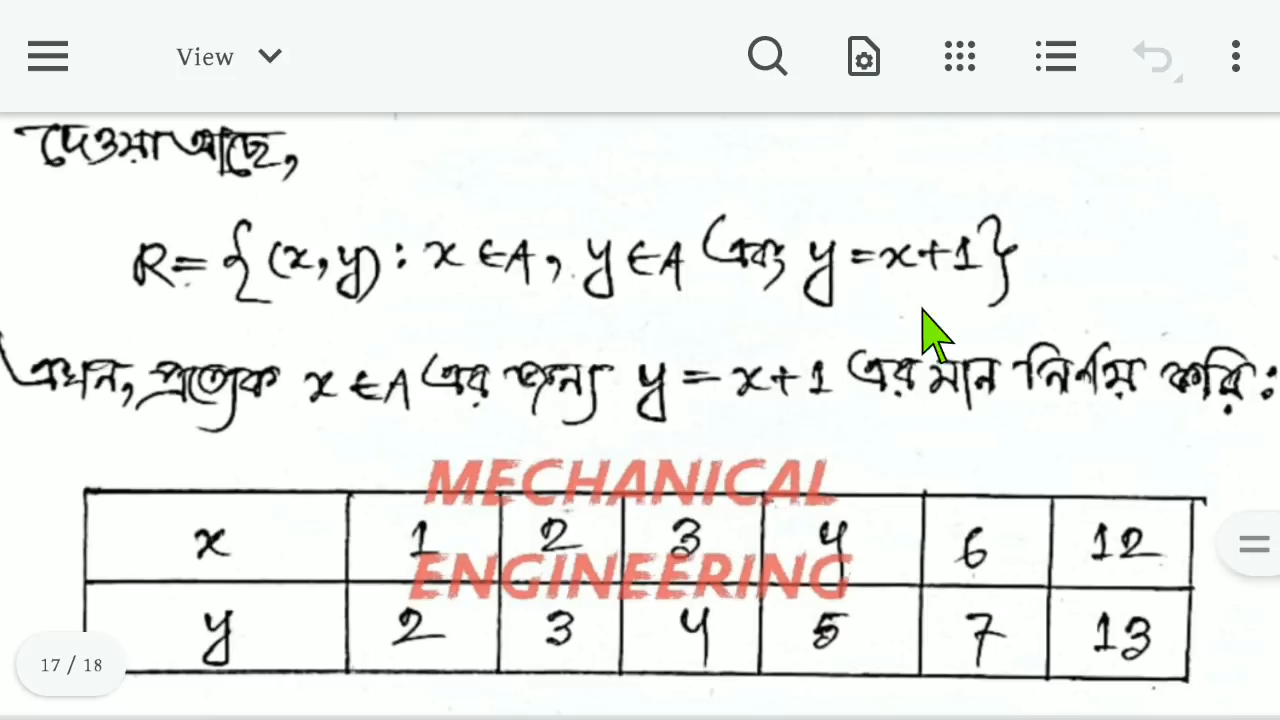 View
দেওয়া আছে,
R = {(x, y) : x ∈ A, y ∈ A এবং y = x + 1}
এখন, প্রত্যেক x ∈ A এর জন্য y = x + 1 এর মান নির্ণয় করি :
MECHANICAL
x 1 2 3 4 6 12
ENGINEERING
y 2 3 4 5 7 13
17 / 18